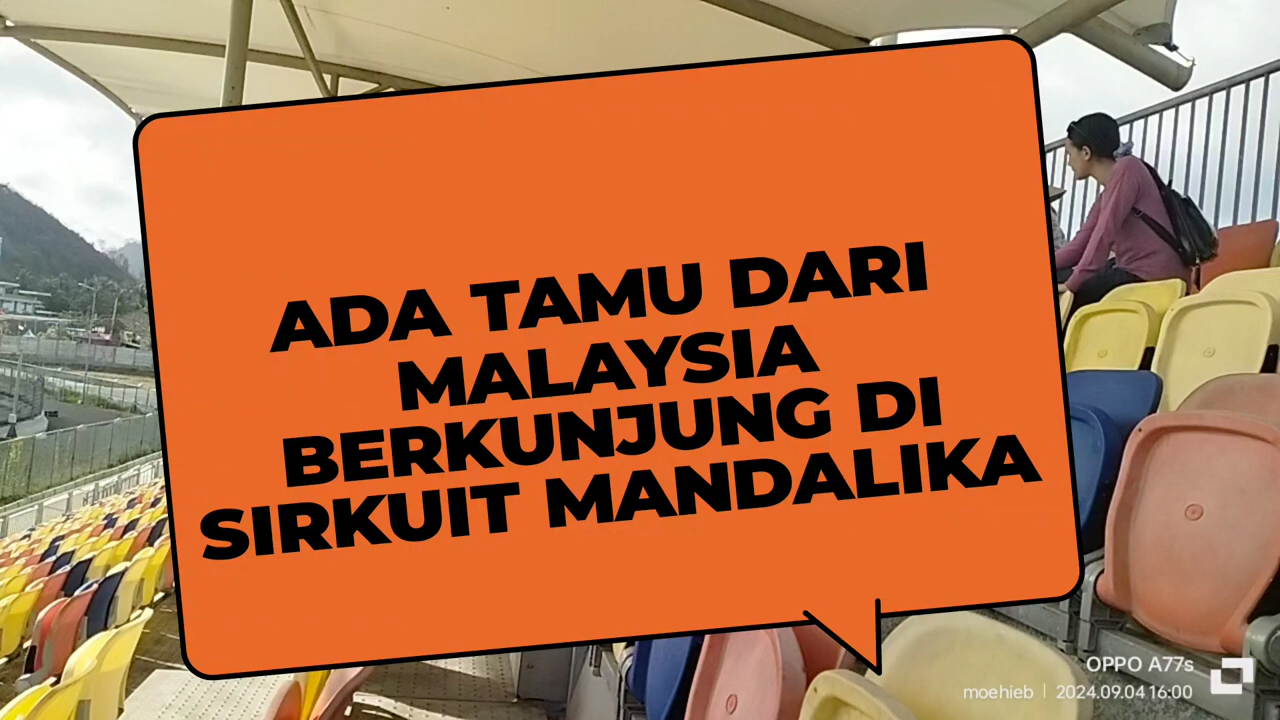 ADA TAMU DARI
MALAYSIA
BERKUNJUNG DI
SIRKUIT MANDALIKA
OPPO A77s
moehieb | 2024.09.04 16:00